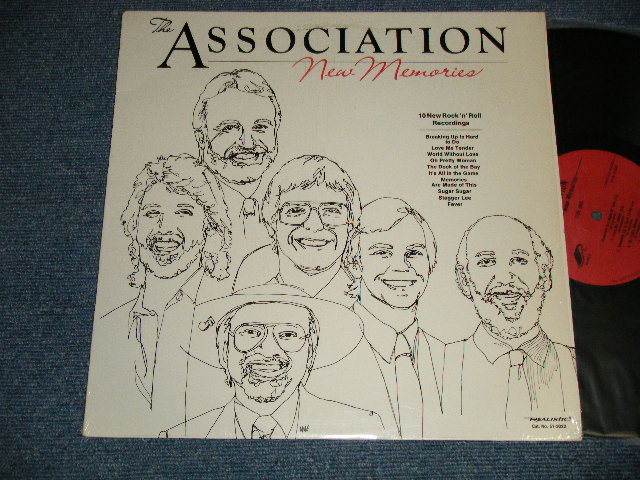 The
ASSOCIATION
New Memories
10 New Rock 'n' Roll
Recordings
Breaking Up Is Hard
to Do
Love Me Tender
World Without Love
Oh Pretty Woman
The Dock of the Bay
It's All in the Game
Memories
Are Made of This
Sugar Sugar
Stagger Lee
Fever
REALISTIC